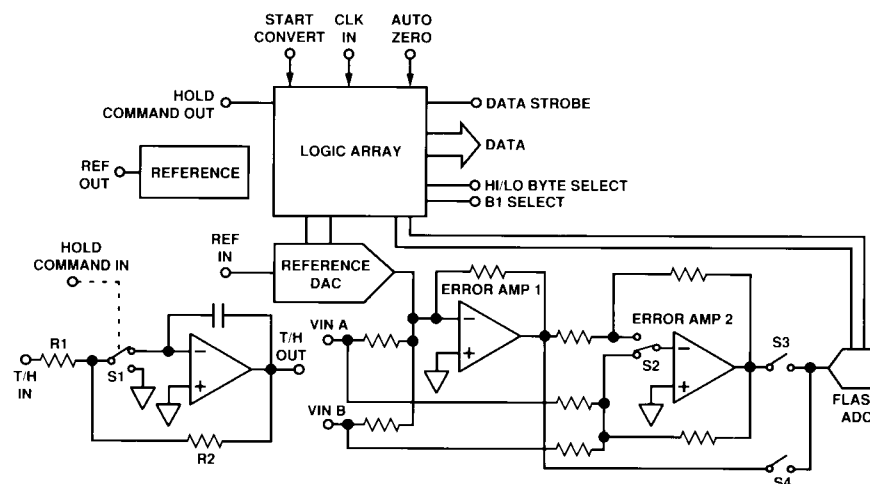 START CONVERT
CLK IN
AUTO ZERO
HOLD COMMAND OUT
LOGIC ARRAY
DATA STROBE
DATA
HI/LO BYTE SELECT
B1 SELECT
REF OUT
REFERENCE
HOLD COMMAND IN
REF IN
REFERENCE DAC
ERROR AMP 1
ERROR AMP 2
R1
T/H IN
S1
T/H OUT
R2
VIN A
VIN B
S2
S3
S4
FLAS
ADC
−
+
−
+
−
+